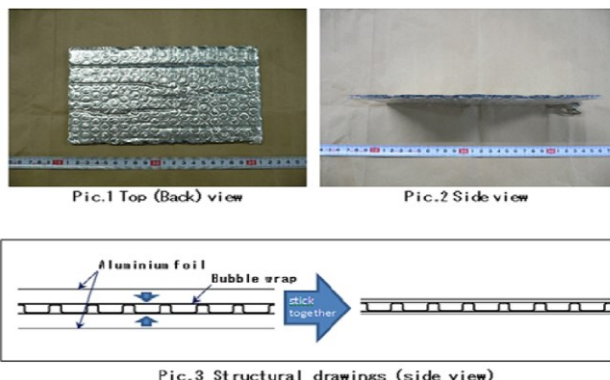 Pic.1 Top (Back) view
Pic.2 Side view
Aluminium foil
Bubble wrap
stick
together
Pic.3 Structural drawings (side view)